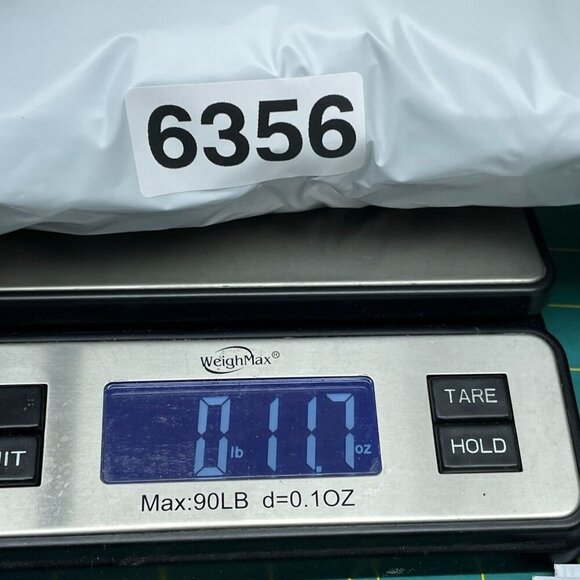 6356
WeighMax®
0 lb 11.7 oz
TARE
HOLD
Max:90LB d=0.1OZ